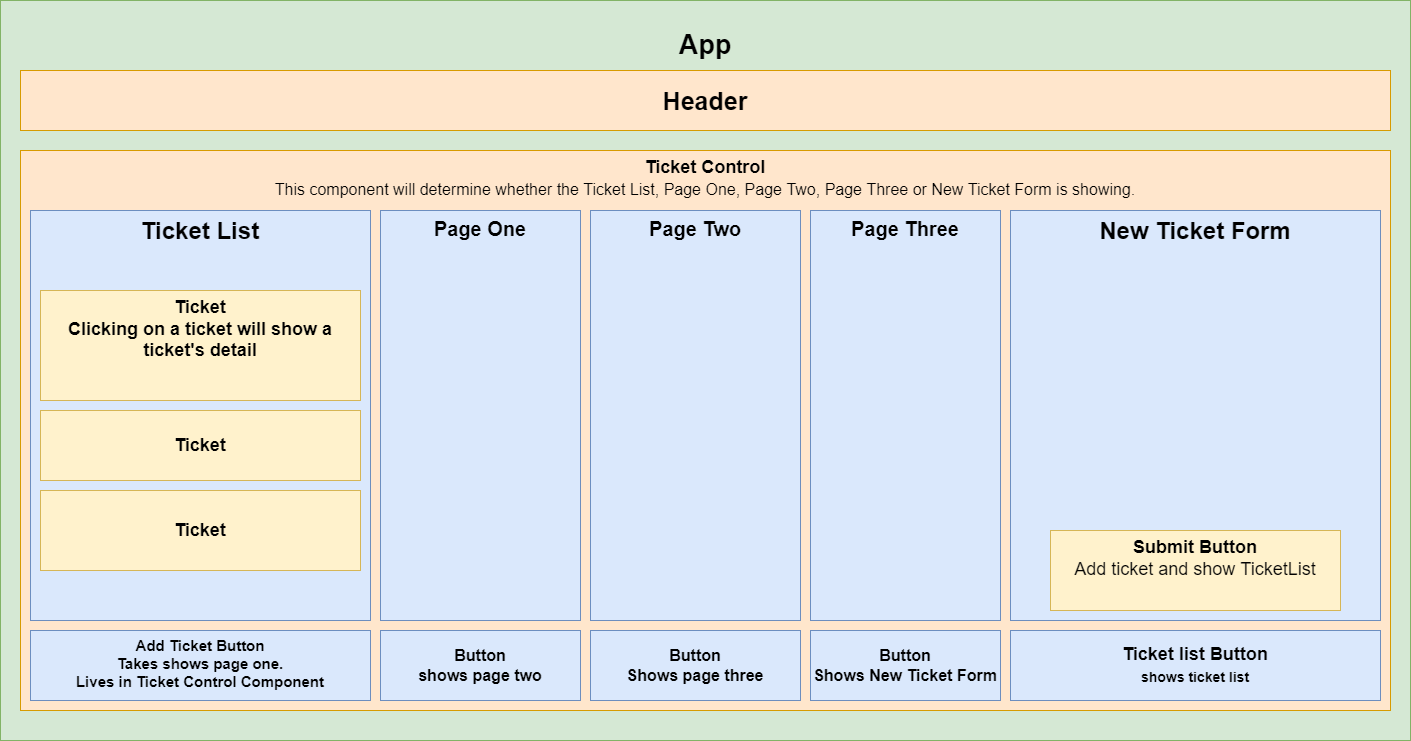 App
Header
Ticket Control
This component will determine whether the Ticket List, Page One, Page Two, Page Three or New Ticket Form is showing.
Ticket List
Ticket
Clicking on a ticket will show a
ticket's detail
Ticket
Ticket
Add Ticket Button
Takes shows page one.
Lives in Ticket Control Component
Page One
Button
shows page two
Page Two
Button
Shows page three
Page Three
Button
Shows New Ticket Form
New Ticket Form
Submit Button
Add ticket and show TicketList
Ticket list Button
shows ticket list